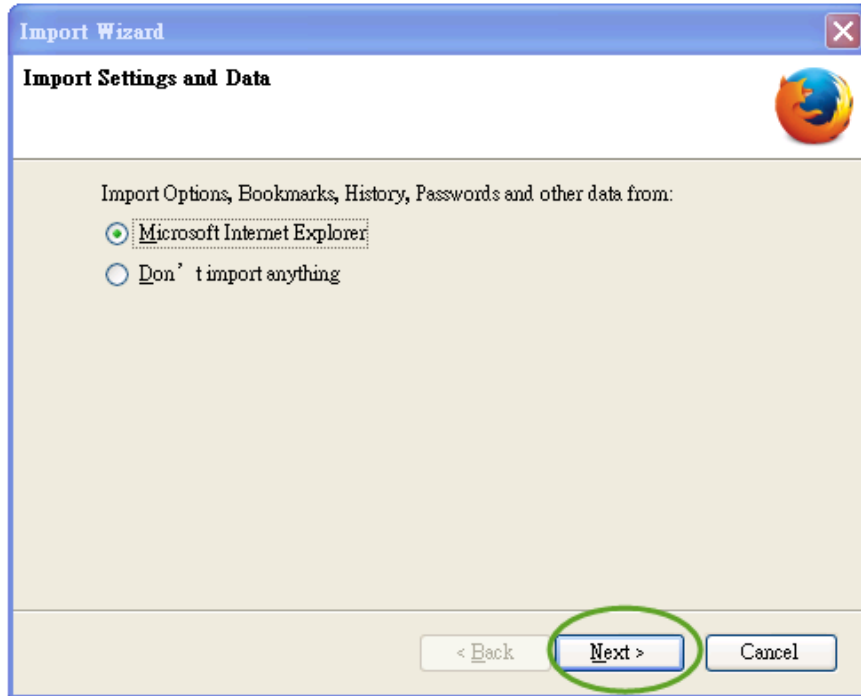 Import Wizard
Import Settings and Data
Import Options, Bookmarks, History, Passwords and other data from:
Microsoft Internet Explorer
Don’t import anything
< Back Next > Cancel